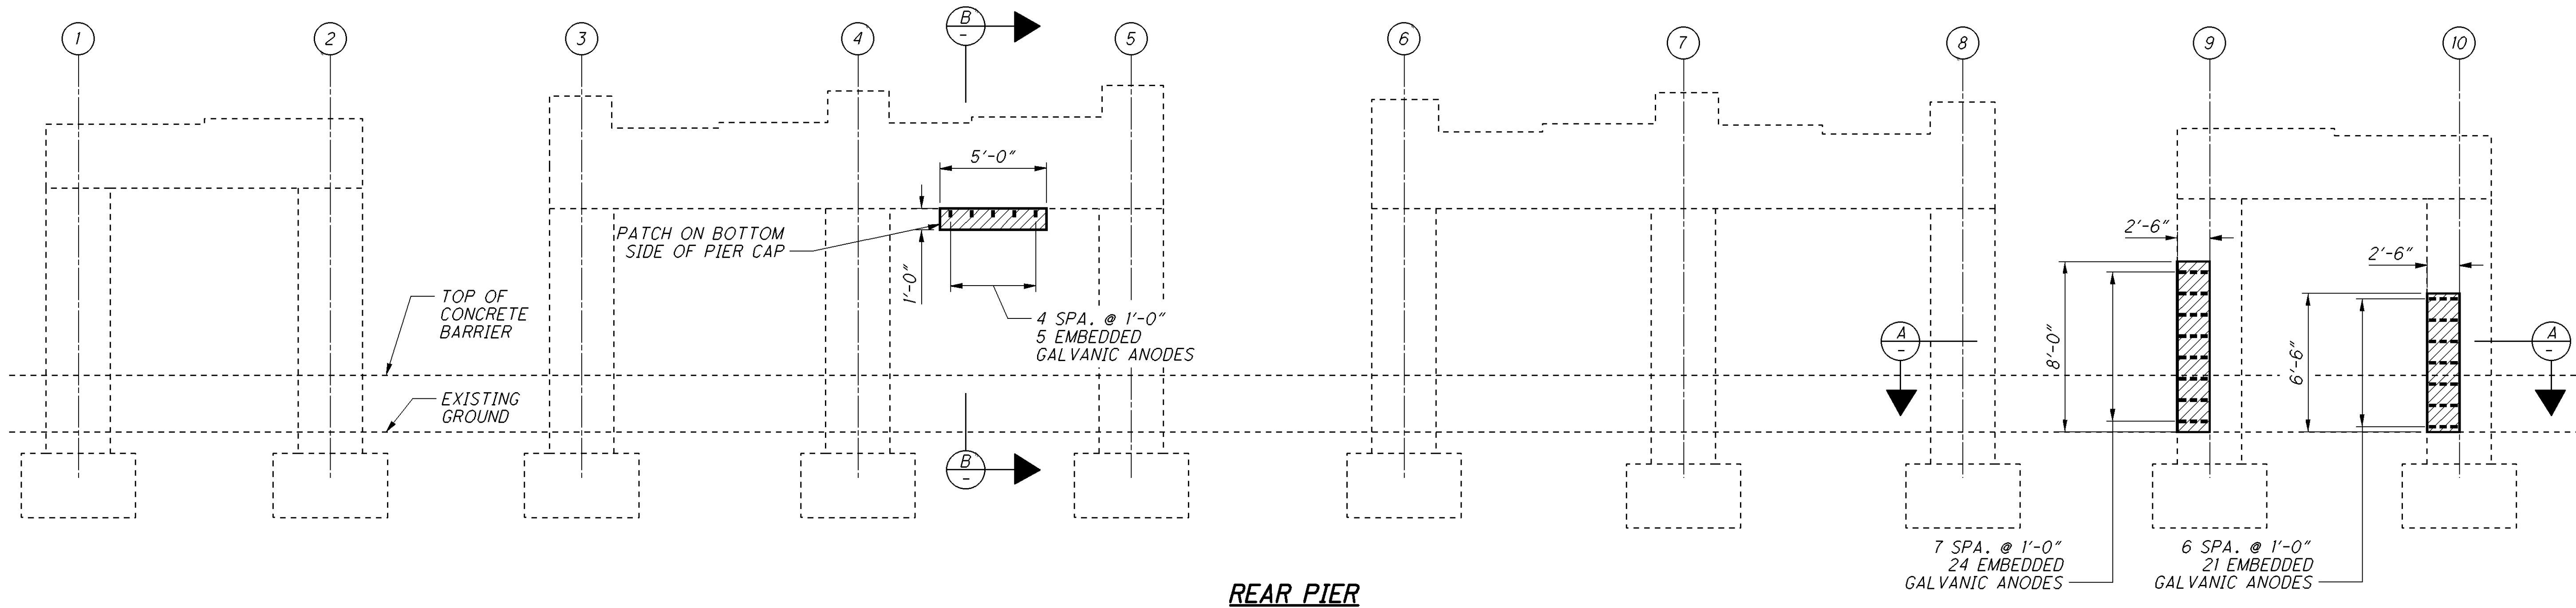 1
2
3
4
B
-
5
6
7
8
9
10
5'-0"
PATCH ON BOTTOM
SIDE OF PIER CAP
1'-0"
4 SPA. @ 1'-0"
5 EMBEDDED
GALVANIC ANODES
TOP OF
CONCRETE
BARRIER
EXISTING
GROUND
B
-
A
-
2'-6"
8'-0"
2'-6"
6'-6"
A
-
7 SPA. @ 1'-0"
24 EMBEDDED
GALVANIC ANODES
6 SPA. @ 1'-0"
21 EMBEDDED
GALVANIC ANODES
REAR PIER